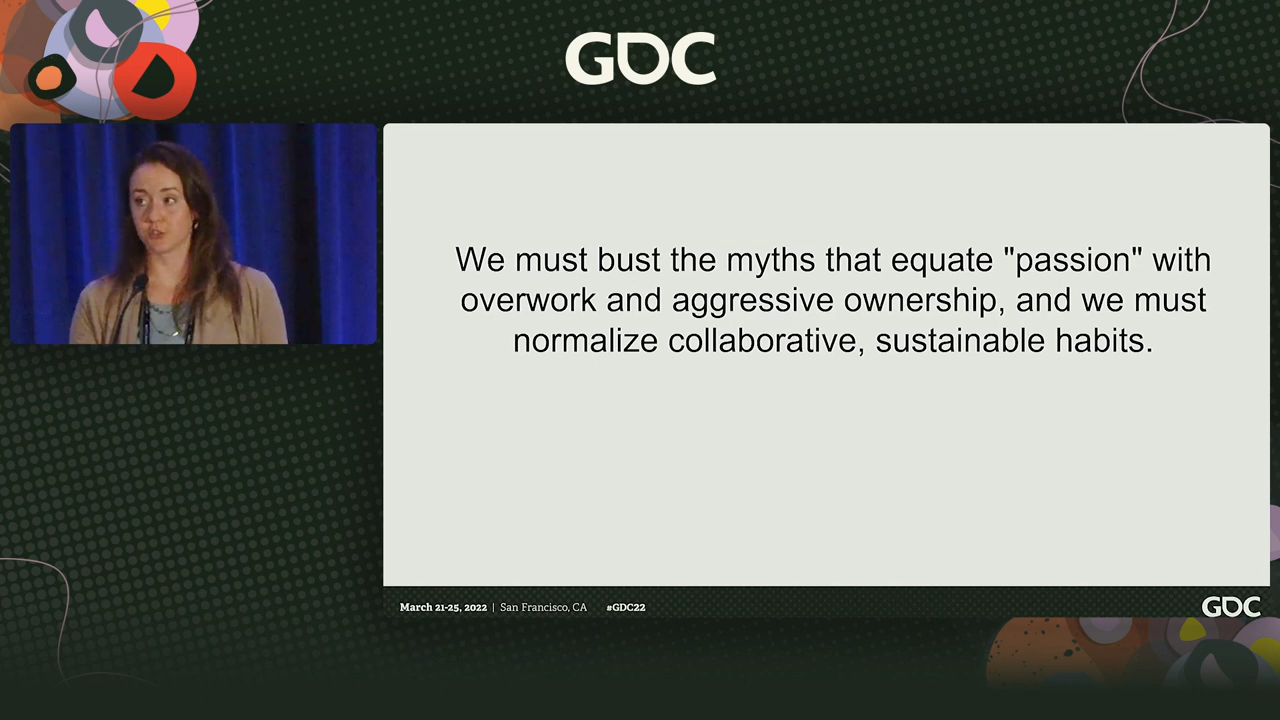 GDC
We must bust the myths that equate "passion" with
overwork and aggressive ownership, and we must
normalize collaborative, sustainable habits.
March 21-25, 2022 | San Francisco, CA #GDC22
GDC